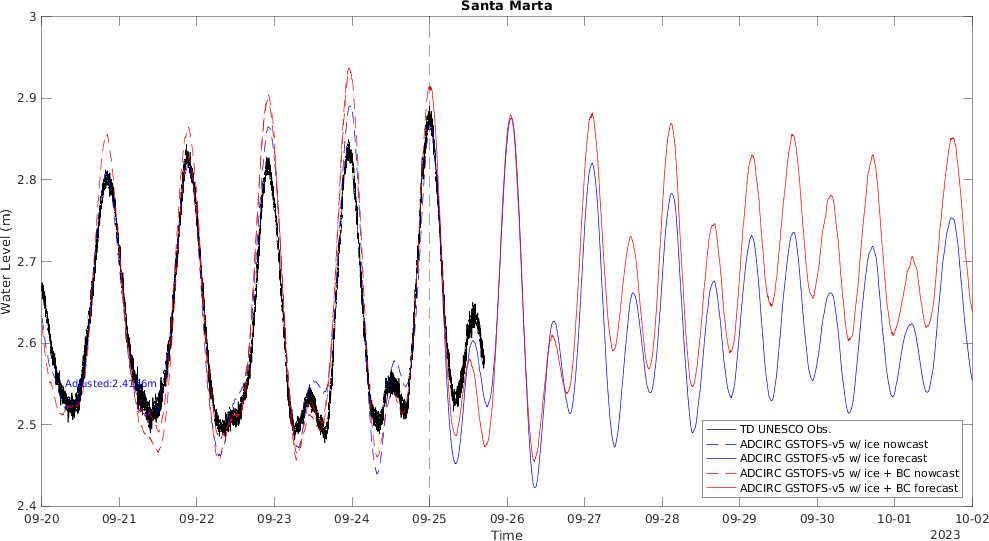 Santa Marta
3
2.9
2.8
2.7
2.6
2.5
2.4
Water Level (m)
09-20 09-21 09-22 09-23 09-24 09-25 09-26 09-27 09-28 09-29 09-30 10-01 10-02
Time
2023
TD UNESCO Obs.
ADCIRC GSTOFS-v5 w/ ice nowcast
ADCIRC GSTOFS-v5 w/ ice forecast
ADCIRC GSTOFS-v5 w/ ice + BC nowcast
ADCIRC GSTOFS-v5 w/ ice + BC forecast